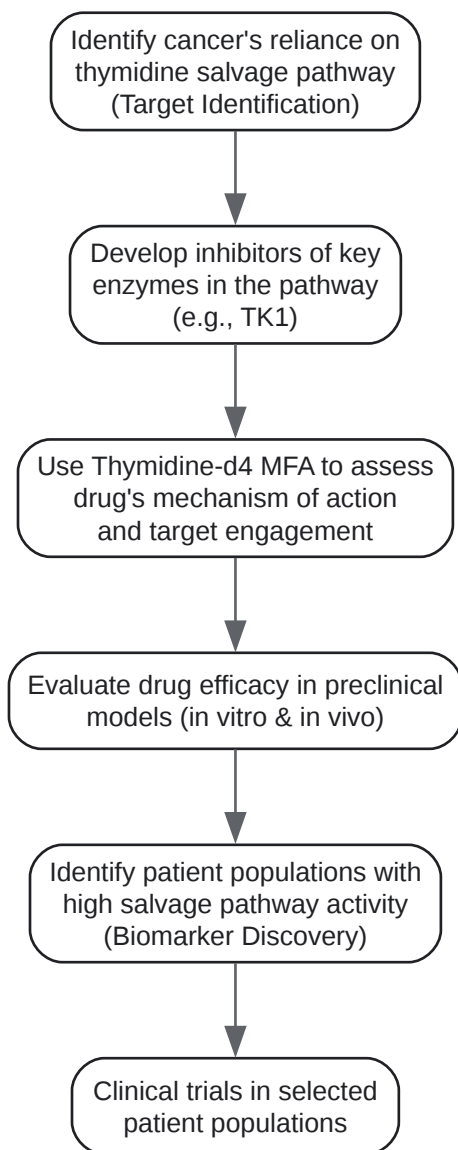 Identify cancer's reliance on
thymidine salvage pathway
(Target Identification)
Develop inhibitors of key
enzymes in the pathway
(e.g., TK1)
Use Thymidine-d4 MFA to assess
drug's mechanism of action
and target engagement
Evaluate drug efficacy in preclinical
models (in vitro & in vivo)
Identify patient populations with
high salvage pathway activity
(Biomarker Discovery)
Clinical trials in selected
patient populations